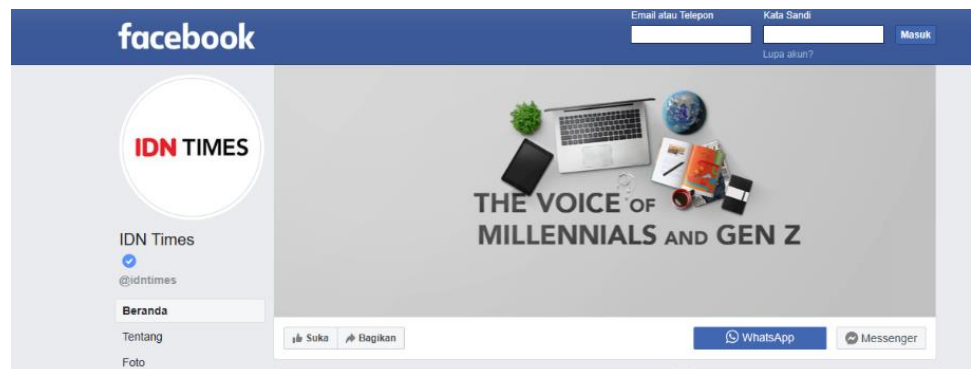 facebook
Email atau Telepon
Kata Sandi
Masuk
Lupa akun?
IDN TIMES
THE VOICE OF
MILLENNIALS AND GEN Z
IDN Times
@idntimes
Beranda
Tentang
Foto
Suka
Bagikan
WhatsApp
Messenger